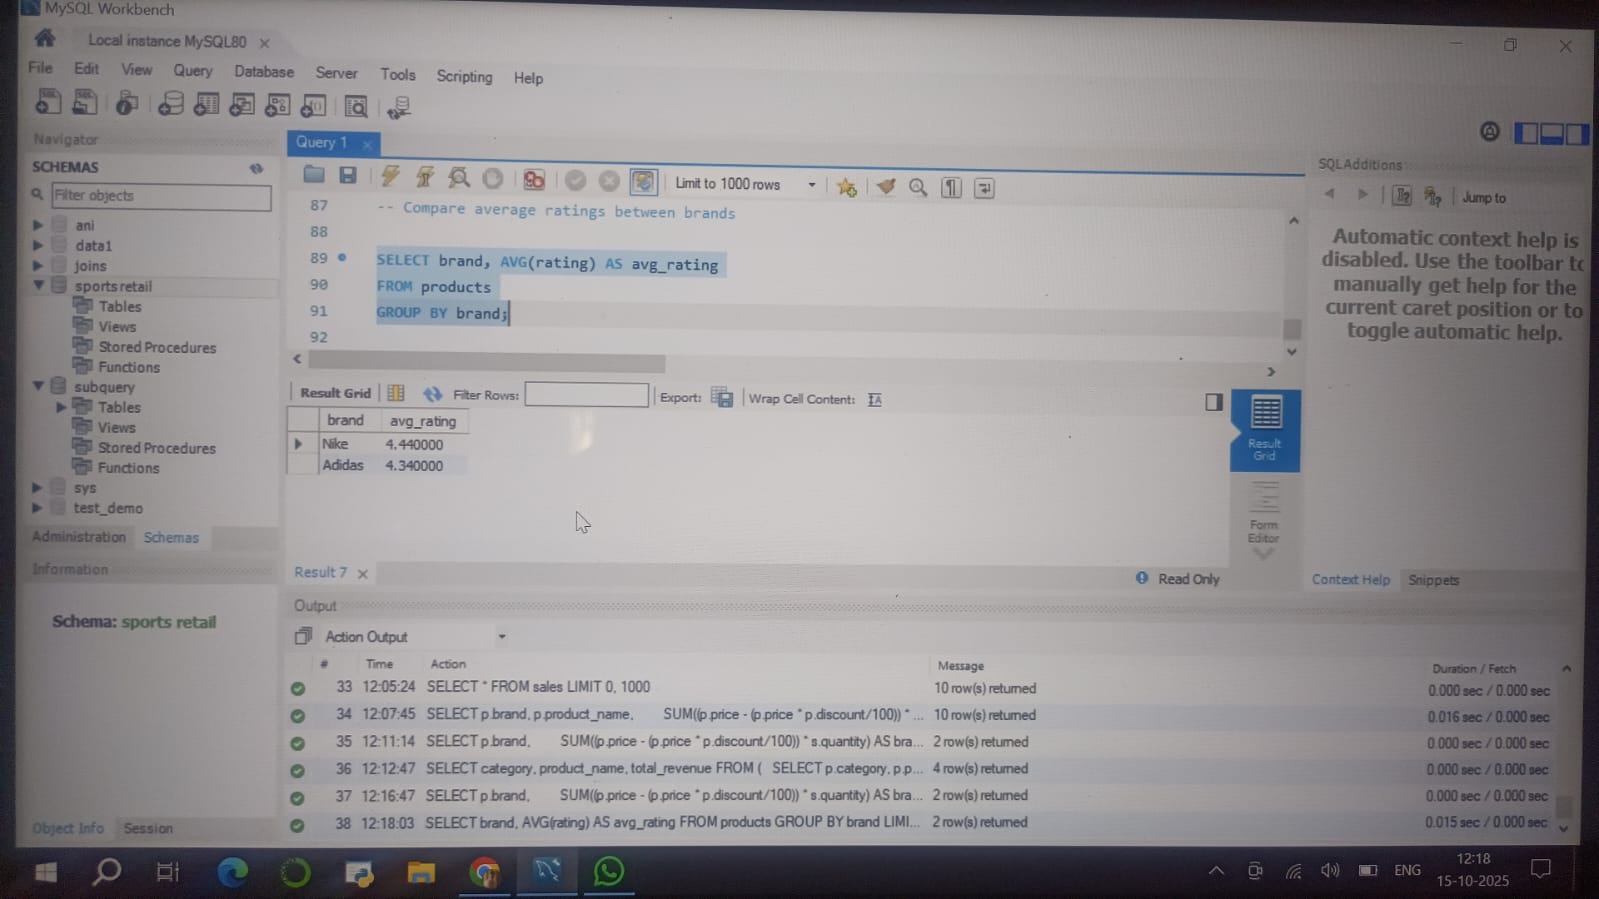 MySQL Workbench
Local instance MySQL80 ×
File Edit View Query Database Server Tools Scripting Help
Navigator
SCHEMAS
Filter objects
ani
data1
joins
sports retail
Tables
Views
Stored Procedures
Functions
subquery
Tables
Views
Stored Procedures
Functions
sys
test_demo
Administration Schemas
Information
Schema: sports retail
Object Info Session
Query 1 ×
Limit to 1000 rows
87 -- Compare average ratings between brands
88
89 SELECT brand, AVG(rating) AS avg_rating
90 FROM products
91 GROUP BY brand;
92
Result Grid Filter Rows: Export: Wrap Cell Content:
brand avg_rating
Nike 4.440000
Adidas 4.340000
Result Grid
Form Editor
Result 7 ×
Read Only
SQLAdditions
Jump to
Automatic context help is
disabled. Use the toolbar to
manually get help for the
current caret position or to
toggle automatic help.
Context Help Snippets
Output
Action Output
# Time Action Message Duration / Fetch
33 12:05:24 SELECT * FROM sales LIMIT 0, 1000 10 row(s) returned 0.000 sec / 0.000 sec
34 12:07:45 SELECT p.brand, p.product_name, SUM((p.price - (p.price * p.discount/100)) * ... 10 row(s) returned 0.016 sec / 0.000 sec
35 12:11:14 SELECT p.brand, SUM((p.price - (p.price * p.discount/100)) * s.quantity) AS bra... 2 row(s) returned 0.000 sec / 0.000 sec
36 12:12:47 SELECT category, product_name, total_revenue FROM ( SELECT p.category, p.p... 4 row(s) returned 0.000 sec / 0.000 sec
37 12:16:47 SELECT p.brand, SUM((p.price - (p.price * p.discount/100)) * s.quantity) AS bra... 2 row(s) returned 0.000 sec / 0.000 sec
38 12:18:03 SELECT brand, AVG(rating) AS avg_rating FROM products GROUP BY brand LIMI... 2 row(s) returned 0.015 sec / 0.000 sec
ENG
12:18
15-10-2025